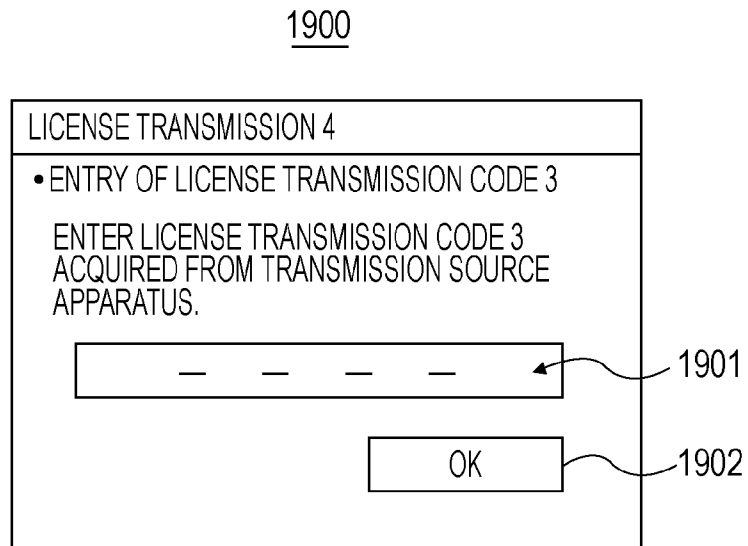 1900
LICENSE TRANSMISSION 4
• ENTRY OF LICENSE TRANSMISSION CODE 3
ENTER LICENSE TRANSMISSION CODE 3
ACQUIRED FROM TRANSMISSION SOURCE
APPARATUS.
— — — —
1901
OK
1902